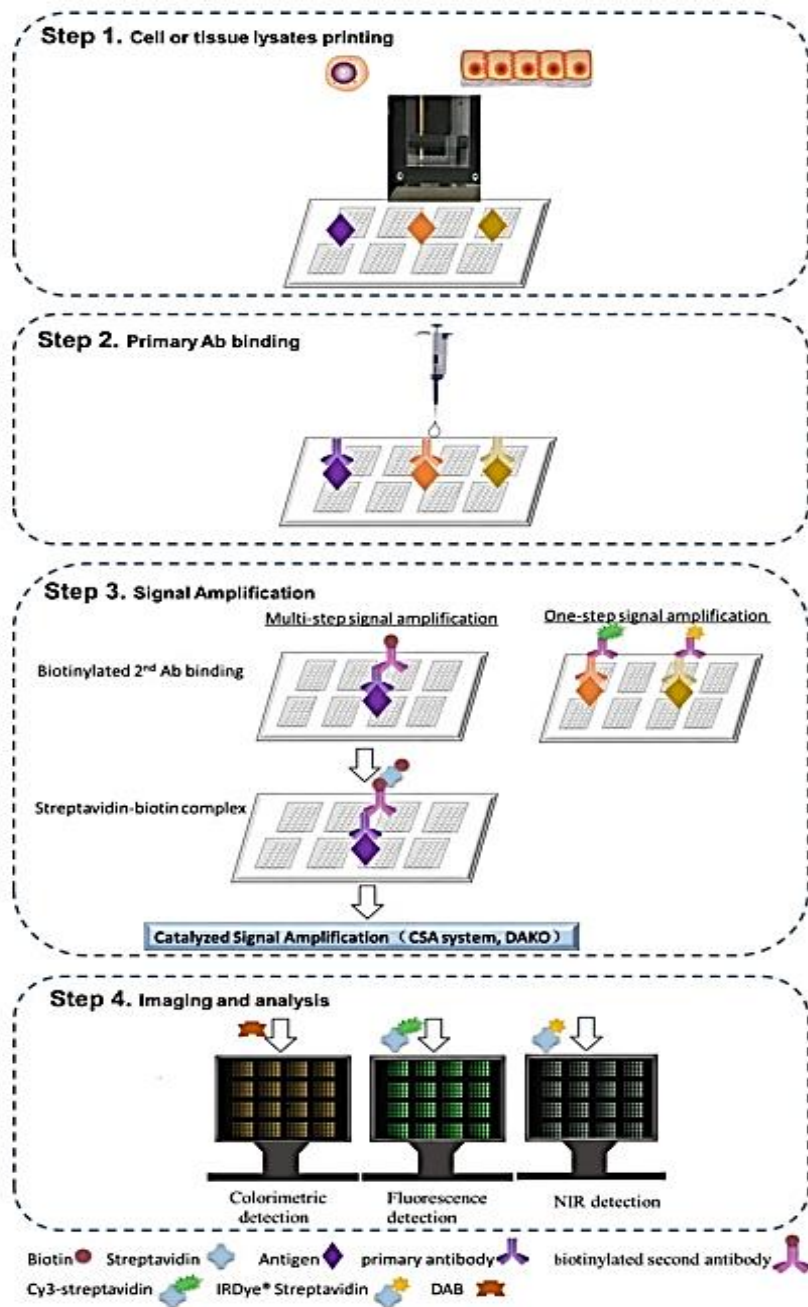 Step 1. Cell or tissue lysates printing
Step 2. Primary Ab binding
Step 3. Signal Amplification
Multi-step signal amplification
One-step signal amplification
Biotinylated 2nd Ab binding
Streptavidin-biotin complex
Catalyzed Signal Amplification (CSA system, DAKO)
Step 4. Imaging and analysis
Colorimetric
detection
Fluorescence
detection
NIR detection
Biotin Streptavidin Antigen primary antibody biotinylated second antibody
Cy3-streptavidin IRDye® Streptavidin DAB